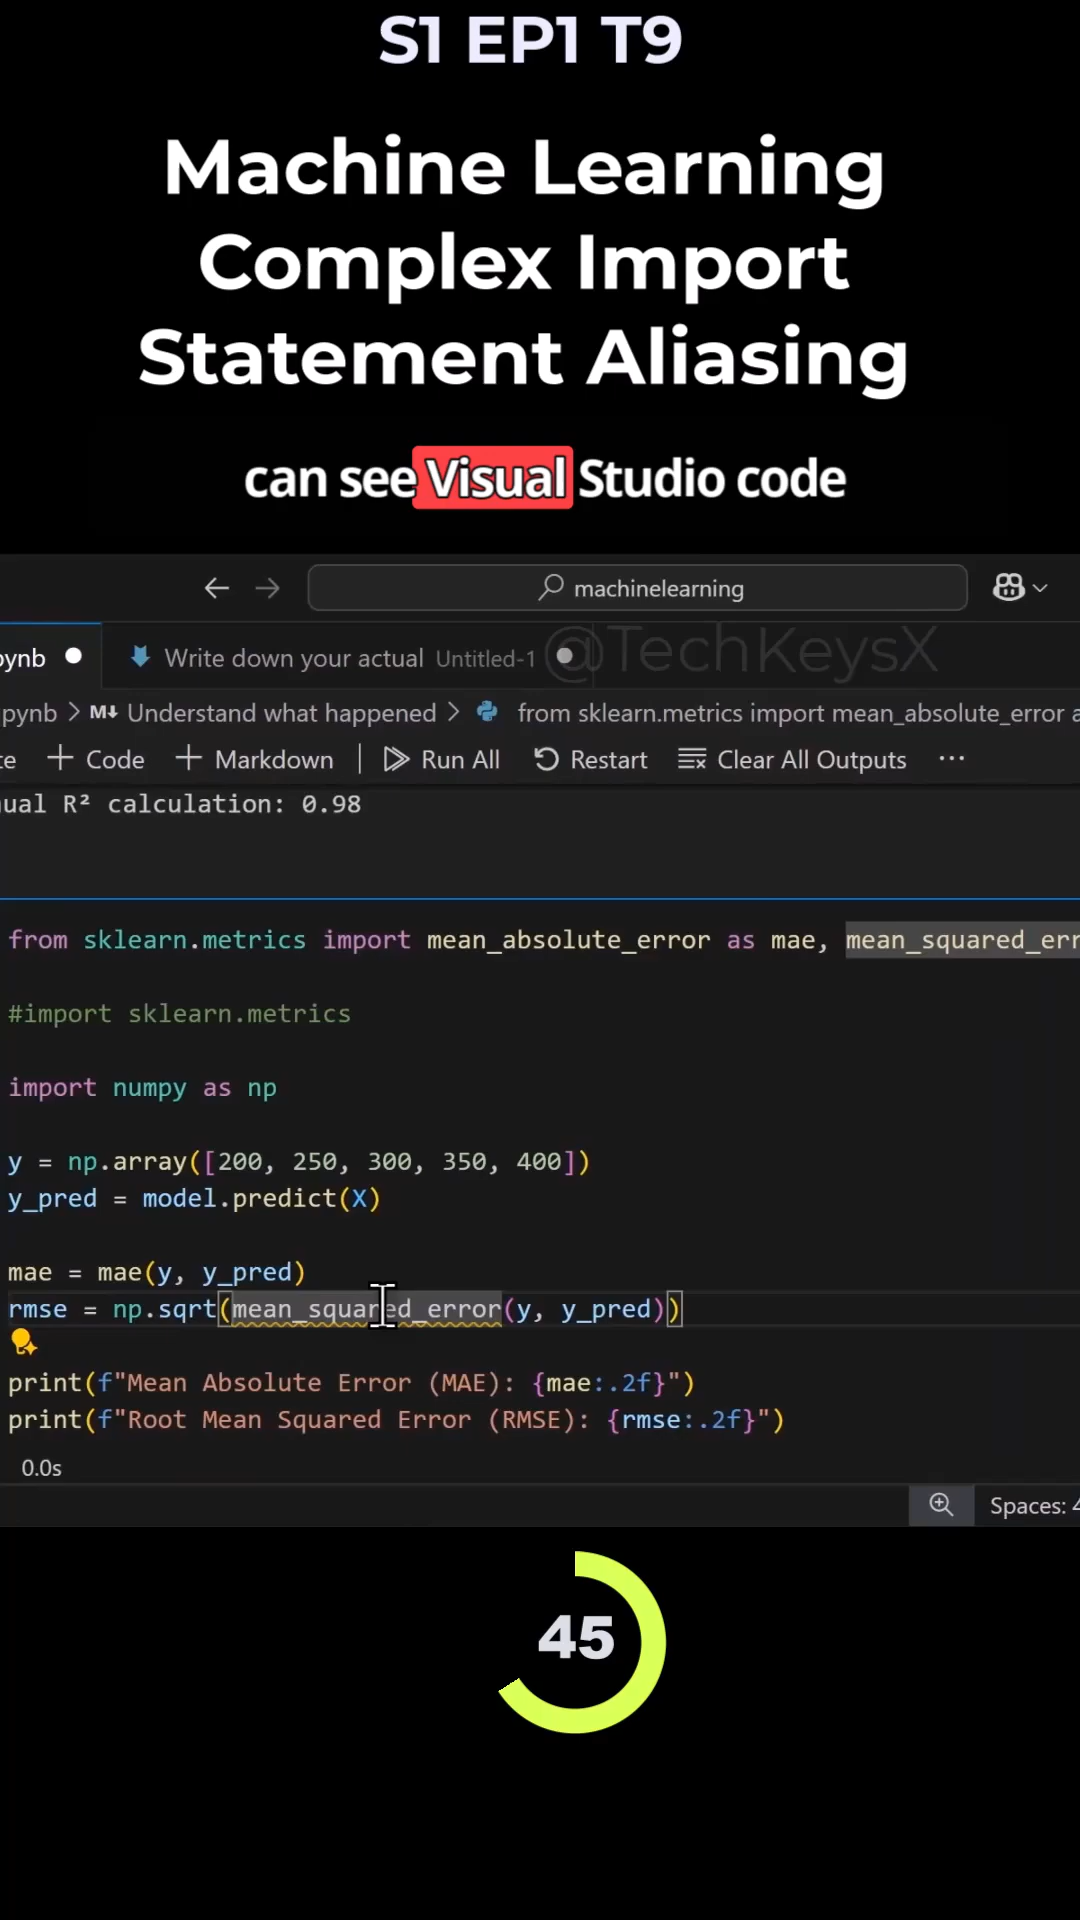 S1 EP1 T9
Machine Learning
Complex Import
Statement Aliasing
can see Visual Studio code
machinelearning
ynb
Write down your actual Untitled-1
@TechKeysX
pynb > M↓ Understand what happened > from sklearn.metrics import mean_absolute_error a
te + Code + Markdown | Run All Restart Clear All Outputs ...
ual R² calculation: 0.98
from sklearn.metrics import mean_absolute_error as mae, mean_squared_err
#import sklearn.metrics
import numpy as np
y = np.array([200, 250, 300, 350, 400])
y_pred = model.predict(X)
mae = mae(y, y_pred)
rmse = np.sqrt(mean_squared_error(y, y_pred))
print(f"Mean Absolute Error (MAE): {mae:.2f}")
print(f"Root Mean Squared Error (RMSE): {rmse:.2f}")
0.0s
Spaces: 4
45